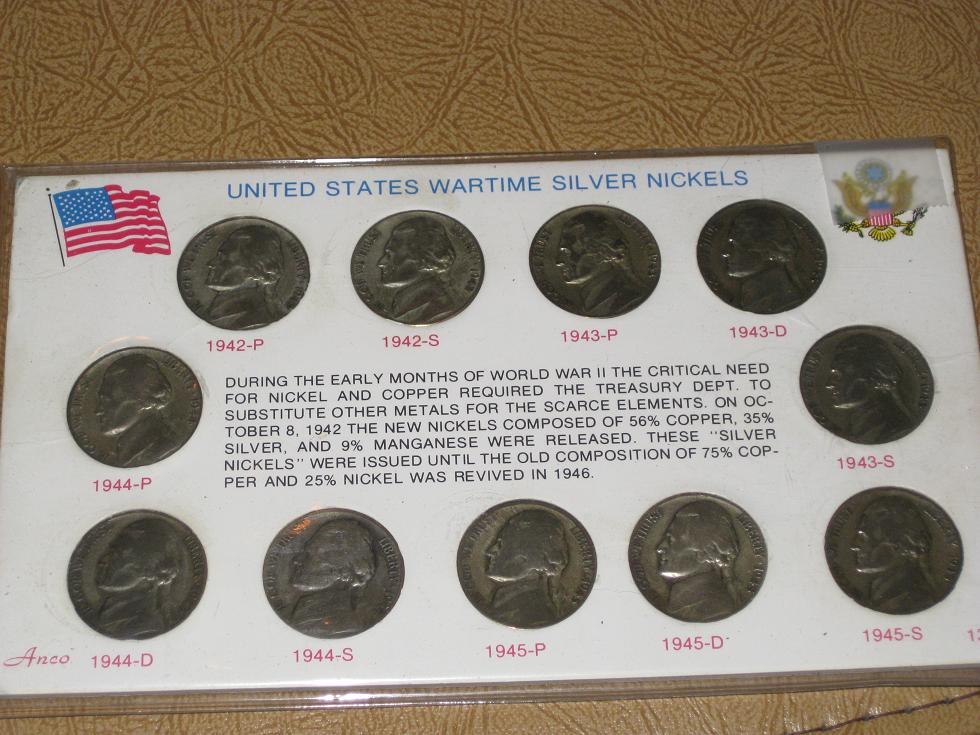 UNITED STATES WARTIME SILVER NICKELS
1942-P
1942-S
1943-P
1943-D
DURING THE EARLY MONTHS OF WORLD WAR II THE CRITICAL NEED
FOR NICKEL AND COPPER REQUIRED THE TREASURY DEPT. TO
SUBSTITUTE OTHER METALS FOR THE SCARCE ELEMENTS. ON OC-
TOBER 8, 1942 THE NEW NICKELS COMPOSED OF 56% COPPER, 35%
SILVER, AND 9% MANGANESE WERE RELEASED. THESE "SILVER
NICKELS" WERE ISSUED UNTIL THE OLD COMPOSITION OF 75% COP-
PER AND 25% NICKEL WAS REVIVED IN 1946.
1944-P
1943-S
Anco
1944-D
1944-S
1945-P
1945-D
1945-S